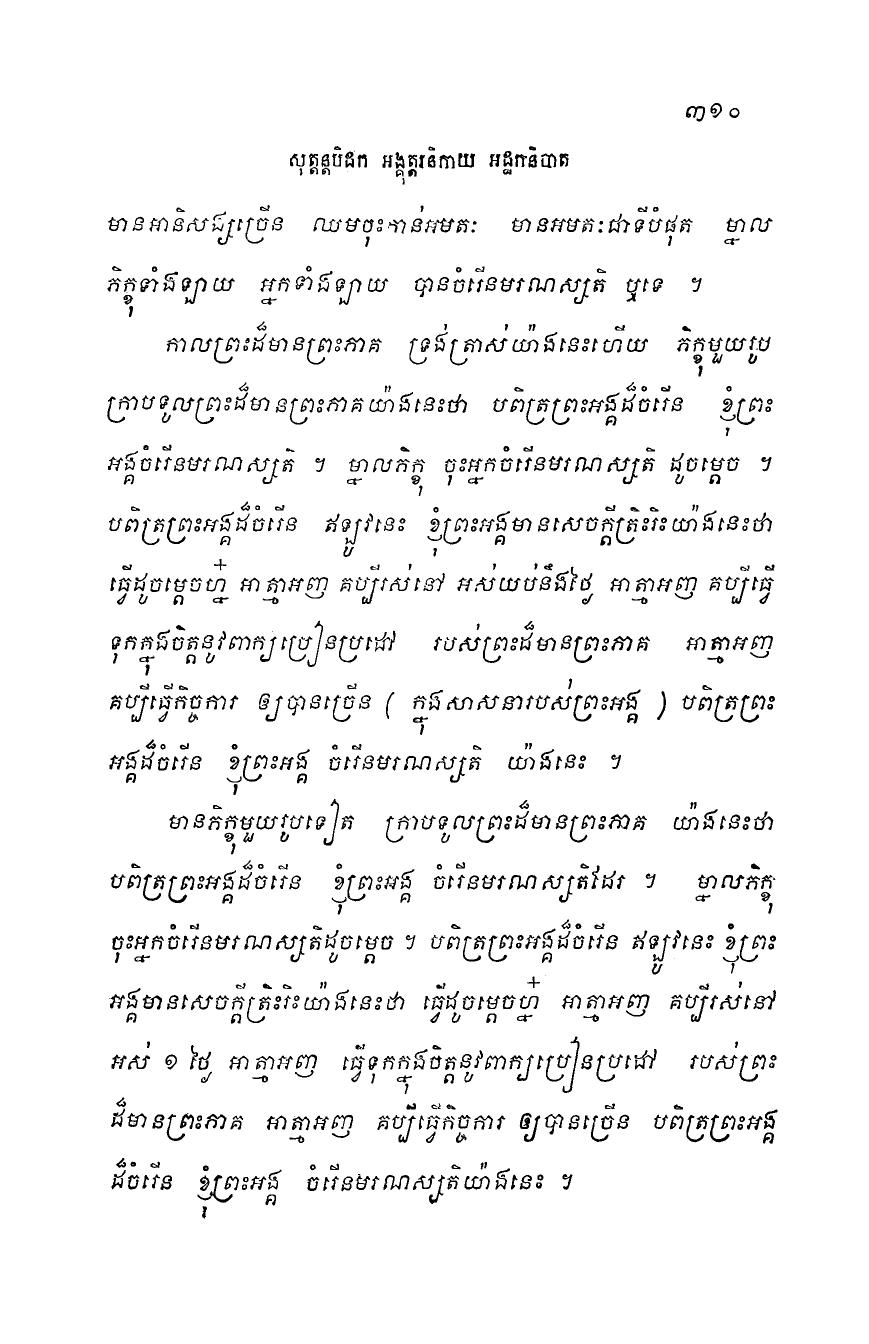 ៣១០
សុត្តន្តបិដក អង្គុត្តរនិកាយ អដ្ឋកនិបាត
មានអានិសង្សច្រើន ឈមចុះកាន់អមតៈ មានអមតៈជាទីបំផុត ម្នាល
ភិក្ខុទាំងឡាយ អ្នកទាំងឡាយ បានចំរើនមរណស្សតិ ឬទេ ។
កាលព្រះដ៏មានព្រះភាគ ទ្រង់ត្រាស់យ៉ាងនេះហើយ ភិក្ខុមួយរូប
ក្រាបទូលព្រះដ៏មានព្រះភាគយ៉ាងនេះថា បពិត្រព្រះអង្គដ៏ចំរើន ខ្ញុំព្រះ
អង្គចំរើនមរណស្សតិ ។ ម្នាលភិក្ខុ ចុះអ្នកចំរើនមរណស្សតិ ដូចម្តេច ។
បពិត្រព្រះអង្គដ៏ចំរើន ឥឡូវនេះ ខ្ញុំព្រះអង្គមានសេចក្តីត្រិះរិះយ៉ាងនេះថា
ធ្វើដូចម្តេចហ្ន៎ អាត្មាអញ គប្បីរស់នៅ អស់យប់នឹងថ្ងៃ អាត្មាអញ គប្បីធ្វើ
ទុកក្នុងចិត្តនូវពាក្យប្រៀនប្រដៅ របស់ព្រះដ៏មានព្រះភាគ អាត្មាអញ
គប្បីធ្វើកិច្ចការ ឲ្យបានច្រើន ( ក្នុងសាសនារបស់ព្រះអង្គ ) បពិត្រព្រះ
អង្គដ៏ចំរើន ខ្ញុំព្រះអង្គ ចំរើនមរណស្សតិ យ៉ាងនេះ ។
មានភិក្ខុមួយរូបទៀត ក្រាបទូលព្រះដ៏មានព្រះភាគ យ៉ាងនេះថា
បពិត្រព្រះអង្គដ៏ចំរើន ខ្ញុំព្រះអង្គ ចំរើនមរណស្សតិដែរ ។ ម្នាលភិក្ខុ
ចុះអ្នកចំរើនមរណស្សតិដូចម្តេច ។ បពិត្រព្រះអង្គដ៏ចំរើន ឥឡូវនេះ ខ្ញុំព្រះ
អង្គមានសេចក្តីត្រិះរិះយ៉ាងនេះថា ធ្វើដូចម្តេចហ្ន៎ អាត្មាអញ គប្បីរស់នៅ
អស់ ១ ថ្ងៃ អាត្មាអញ ធ្វើទុកក្នុងចិត្តនូវពាក្យប្រៀនប្រដៅ របស់ព្រះ
ដ៏មានព្រះភាគ អាត្មាអញ គប្បីធ្វើកិច្ចការ ឲ្យបានច្រើន បពិត្រព្រះអង្គ
ដ៏ចំរើន ខ្ញុំព្រះអង្គ ចំរើនមរណស្សតិយ៉ាងនេះ ។